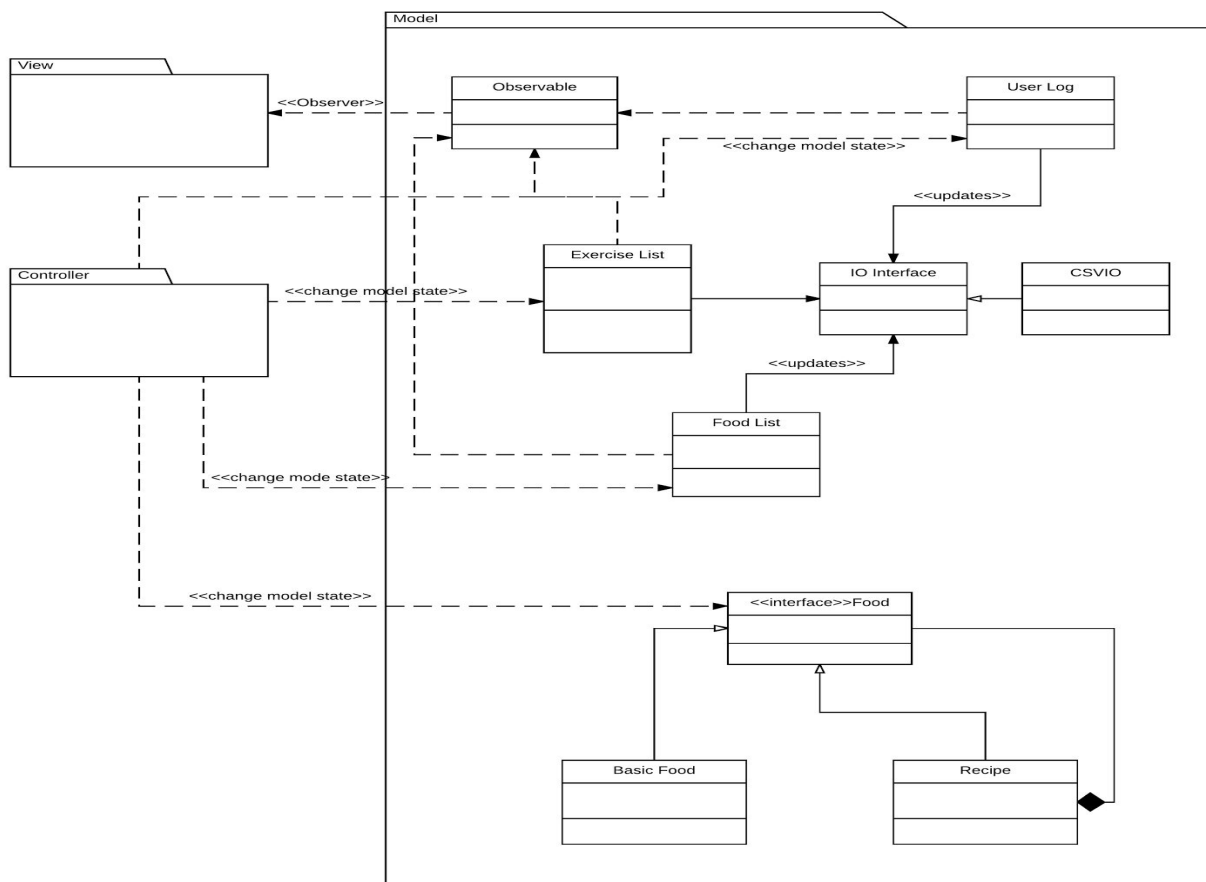 Model
View
Observable
User Log
<<Observer>>
<<change model state>>
<<updates>>
Exercise List
Controller
IO Interface
CSVIO
<<change model state>>
<<updates>>
Food List
<<change mode state>>
<<change model state>>
<<interface>>Food
Basic Food
Recipe